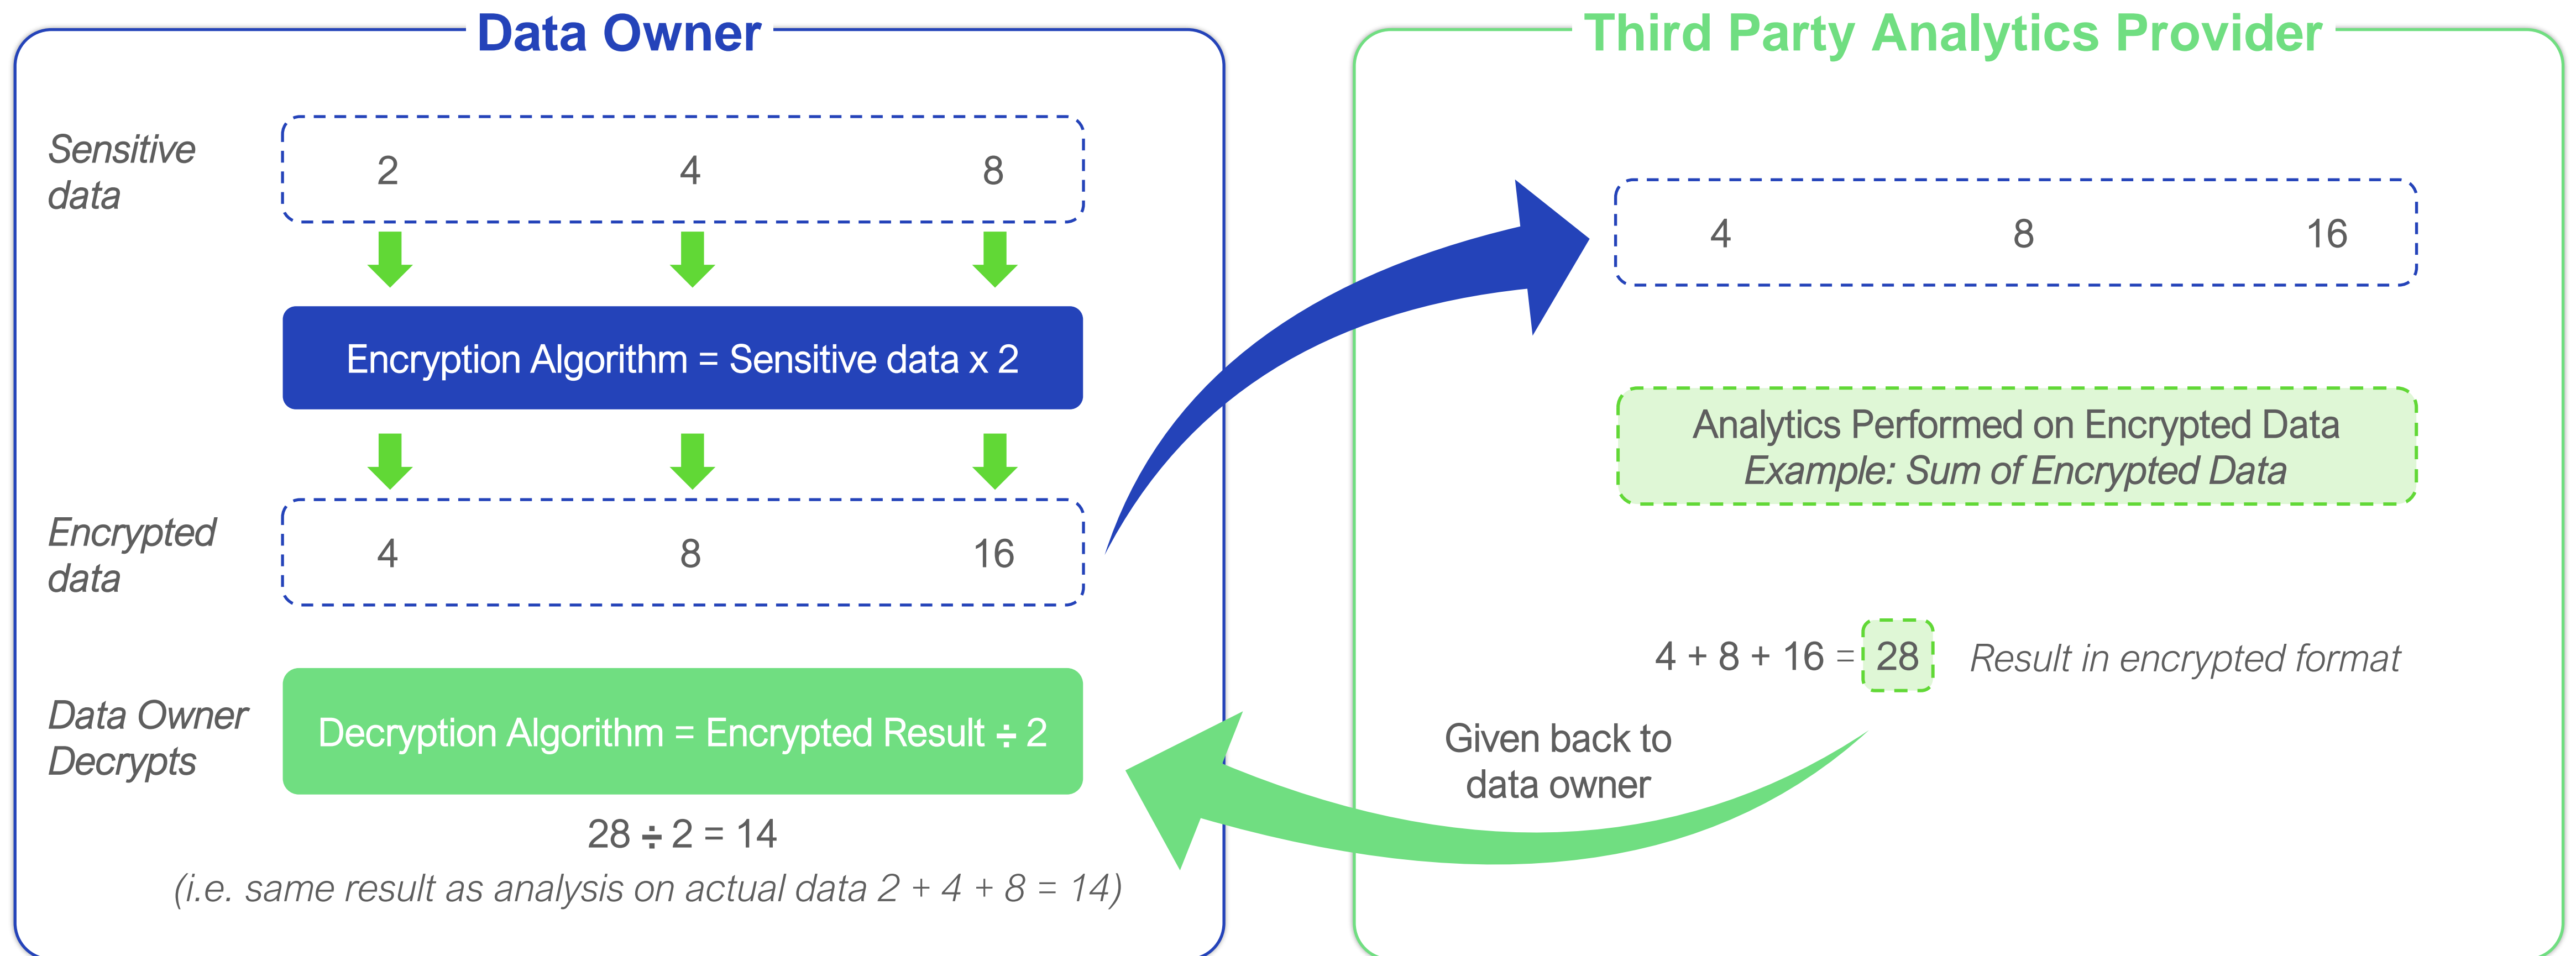 Data Owner
Sensitive
data
2 4 8
Encryption Algorithm = Sensitive data x 2
Encrypted
data
4 8 16
Data Owner
Decrypts
Decryption Algorithm = Encrypted Result ÷ 2
28 ÷ 2 = 14
(i.e. same result as analysis on actual data 2 + 4 + 8 = 14)
Third Party Analytics Provider
4 8 16
Analytics Performed on Encrypted Data
Example: Sum of Encrypted Data
4 + 8 + 16 = 28 Result in encrypted format
Given back to
data owner